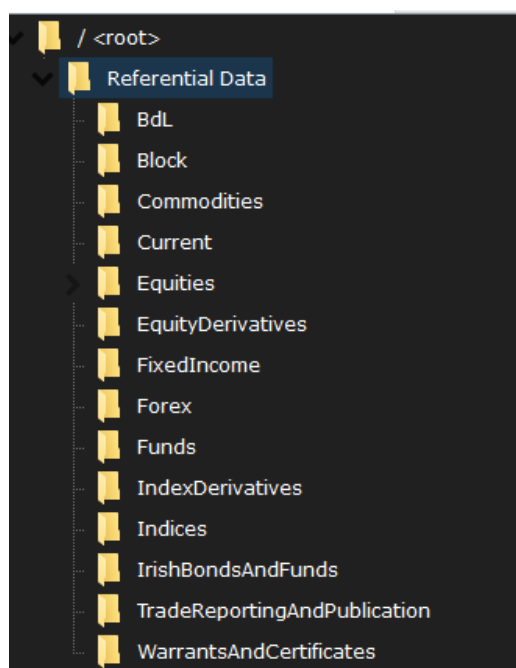 / <root>
Referential Data
BdL
Block
Commodities
Current
Equities
EquityDerivatives
FixedIncome
Forex
Funds
IndexDerivatives
Indices
IrishBondsAndFunds
TradeReportingAndPublication
WarrantsAndCertificates